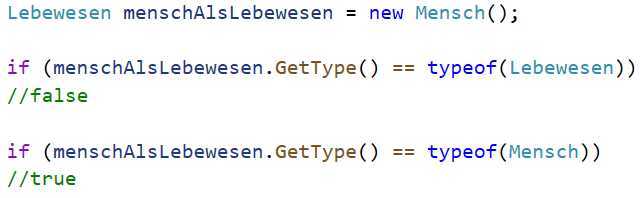 Lebewesen menschAlsLebewesen = new Mensch();
if (menschAlsLebewesen.GetType() == typeof(Lebewesen))
//false
if (menschAlsLebewesen.GetType() == typeof(Mensch))
//true